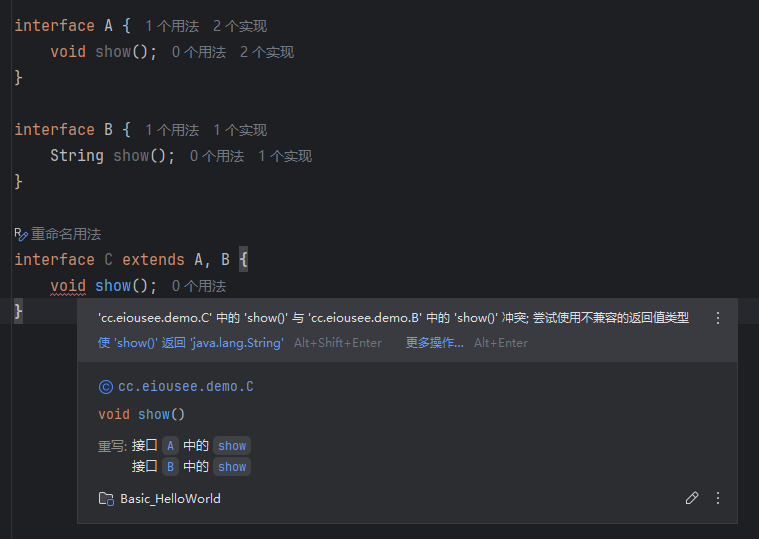 interface A { 1 个用法 2 个实现
void show(); 0 个用法 2 个实现
}
interface B { 1 个用法 1 个实现
String show(); 0 个用法 1 个实现
}
R 重命名用法
interface C extends A, B {
void show(); 0 个用法
}
'cc.eiousee.demo.C' 中的 'show()' 与 'cc.eiousee.demo.B' 中的 'show()' 冲突; 尝试使用不兼容的返回值类型
使 'show()' 返回 'java.lang.String' Alt+Shift+Enter 更多操作... Alt+Enter
C cc.eiousee.demo.C
void show()
重写: 接口 A 中的 show
接口 B 中的 show
Basic_HelloWorld